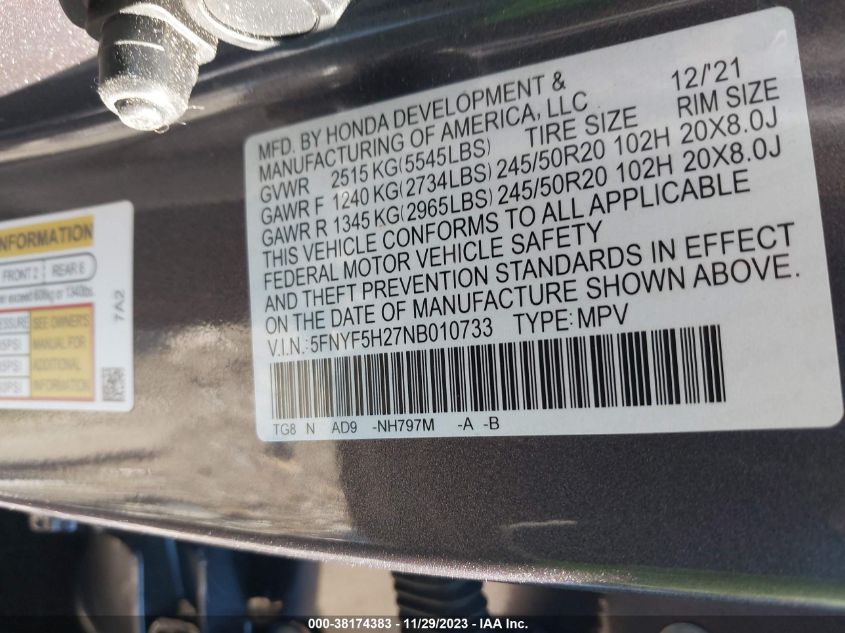 MFD. BY HONDA DEVELOPMENT & 12/'21
MANUFACTURING OF AMERICA, LLC
GVWR 2515 KG(5545LBS) TIRE SIZE RIM SIZE
GAWR F 1240 KG(2734LBS) 245/50R20 102H 20X8.0J
GAWR R 1345 KG(2965LBS) 245/50R20 102H 20X8.0J
THIS VEHICLE CONFORMS TO ALL APPLICABLE
FEDERAL MOTOR VEHICLE SAFETY
AND THEFT PREVENTION STANDARDS IN EFFECT
ON THE DATE OF MANUFACTURE SHOWN ABOVE.
V.I.N.:5FNYF5H27NB010733 TYPE:MPV
TG8 N AD9 -NH797M -A -B
FRONT 2 REAR 6
SEE OWNER'S
MANUAL FOR
ADDITIONAL
INFORMATION
7A2
000-38174383 - 11/29/2023 - IAA Inc.